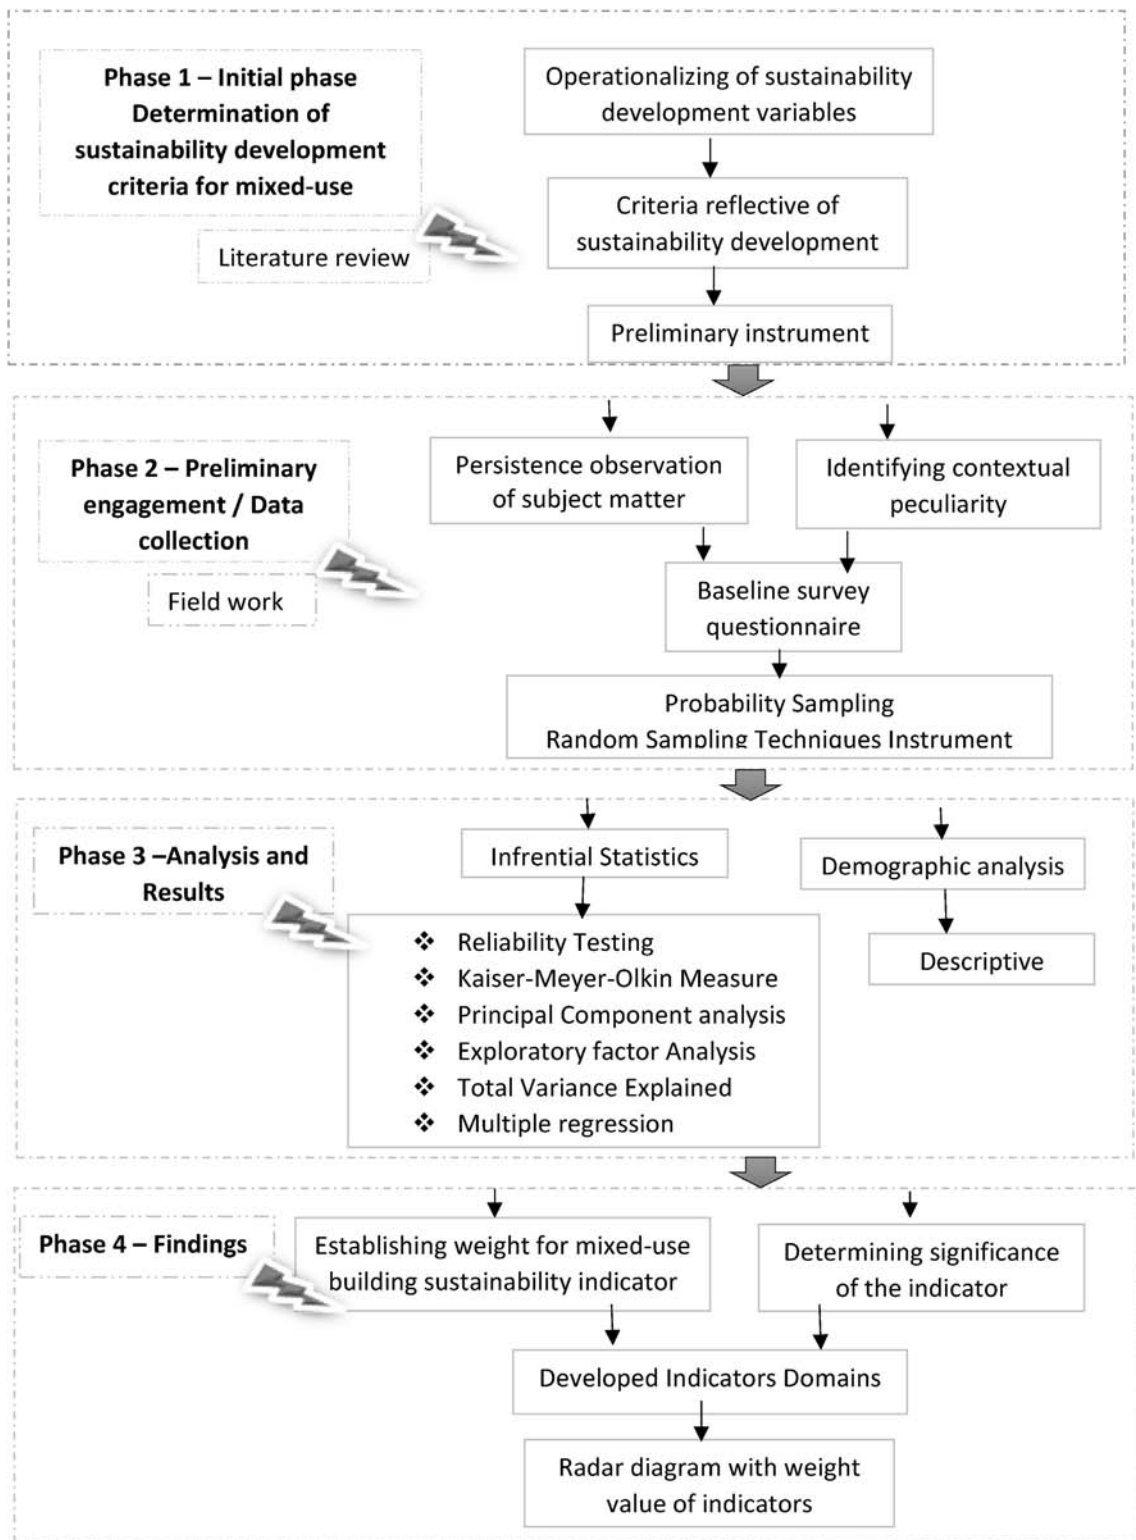 Phase 1 – Initial phase
Determination of
sustainability development
criteria for mixed-use
Literature review
Operationalizing of sustainability
development variables
Criteria reflective of
sustainability development
Preliminary instrument
Phase 2 – Preliminary
engagement / Data
collection
Field work
Persistence observation
of subject matter
Identifying contextual
peculiarity
Baseline survey
questionnaire
Probability Sampling
Random Sampling Techniques Instrument
Phase 3 –Analysis and
Results
Infrential Statistics
Demographic analysis
Descriptive
❖ Reliability Testing
❖ Kaiser-Meyer-Olkin Measure
❖ Principal Component analysis
❖ Exploratory factor Analysis
❖ Total Variance Explained
❖ Multiple regression
Phase 4 – Findings
Establishing weight for mixed-use
building sustainability indicator
Determining significance
of the indicator
Developed Indicators Domains
Radar diagram with weight
value of indicators